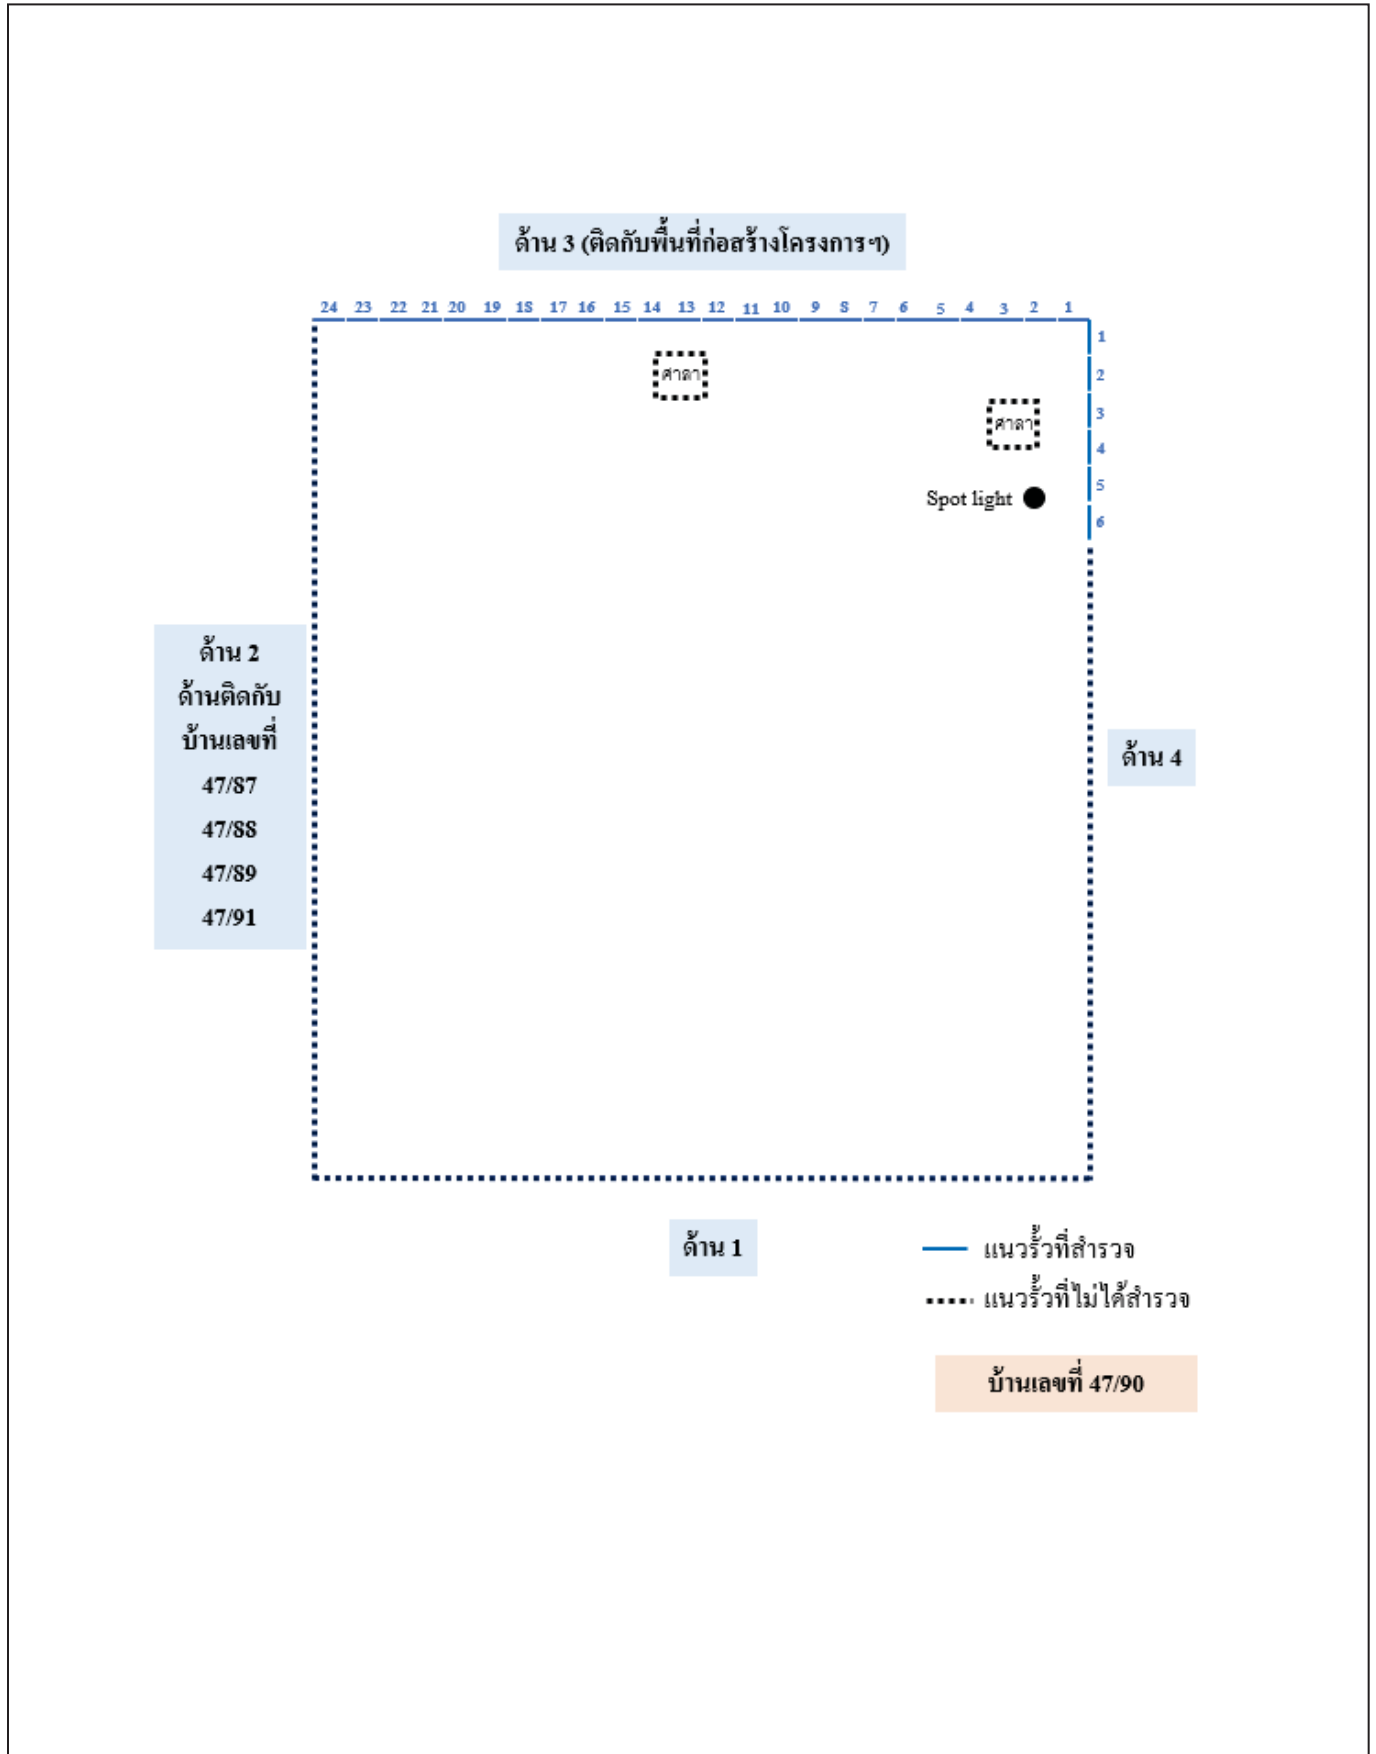 ด้าน 3 (ติดกับพื้นที่ก่อสร้างโครงการฯ)
24 23 22 21 20 19 18 17 16 15 14 13 12 11 10 9 8 7 6 5 4 3 2 1
1
ศาลา
2
ศาลา
3
4
5
Spot light
6
ด้าน 2
ด้านติดกับ
บ้านเลขที่
47/87
47/88
47/89
47/91
ด้าน 4
ด้าน 1
แนวรั้วที่สำรวจ
แนวรั้วที่ไม่ได้สำรวจ
บ้านเลขที่ 47/90